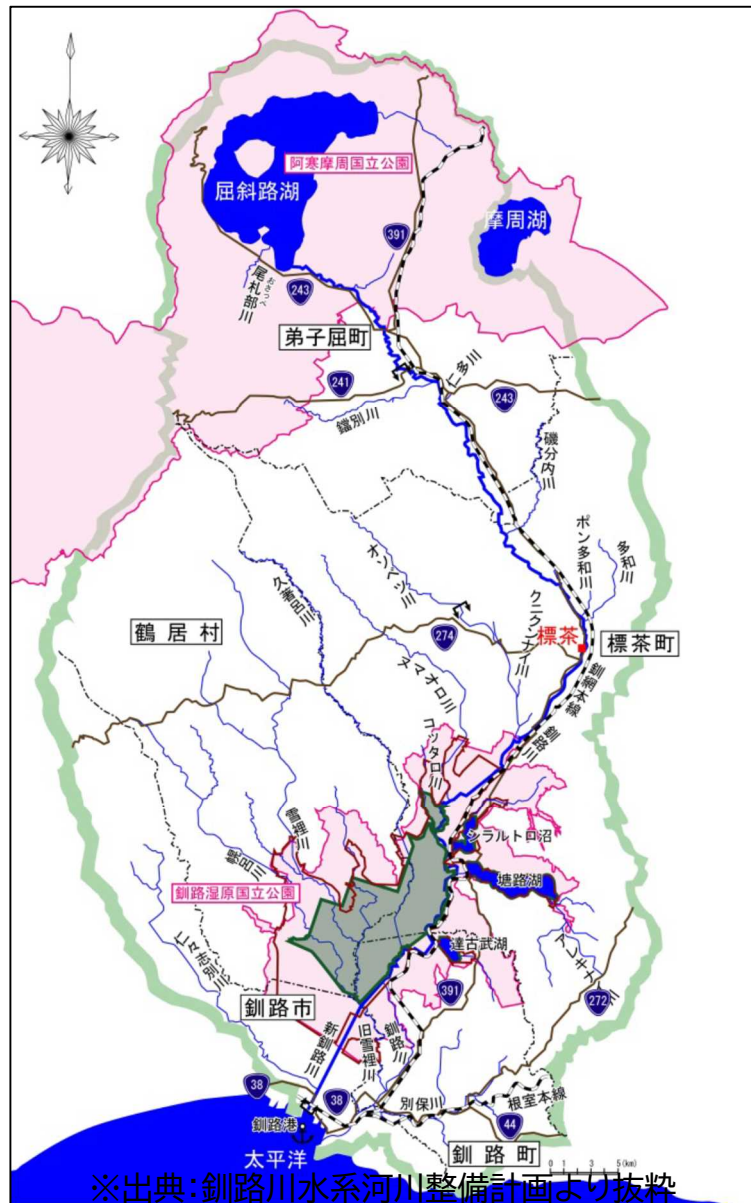 阿寒摩周国立公園
屈斜路湖
摩周湖
391
おさっぺ
尾札部川
243
弟子屈町
仁多川
241
243
鐺別川
磯分内川
ポン多和川
多和川
オソベツ川
久著呂川
クニクンナイ川
鶴居村
274
標茶
標茶町
ヌマオロ川
釧網本線
釧路川
コッタロ川
シラルトロ沼
雪裡川
幌呂川
塘路湖
釧路湿原国立公園
達古武湖
アレキナイ川
仁々志別川
391
272
釧路市
新釧路川
旧雪裡川
釧路川
38
38
別保川
根室本線
44
釧路港
釧路町
太平洋
0 1 5(km)
※出典:釧路川水系河川整備計画より抜粋